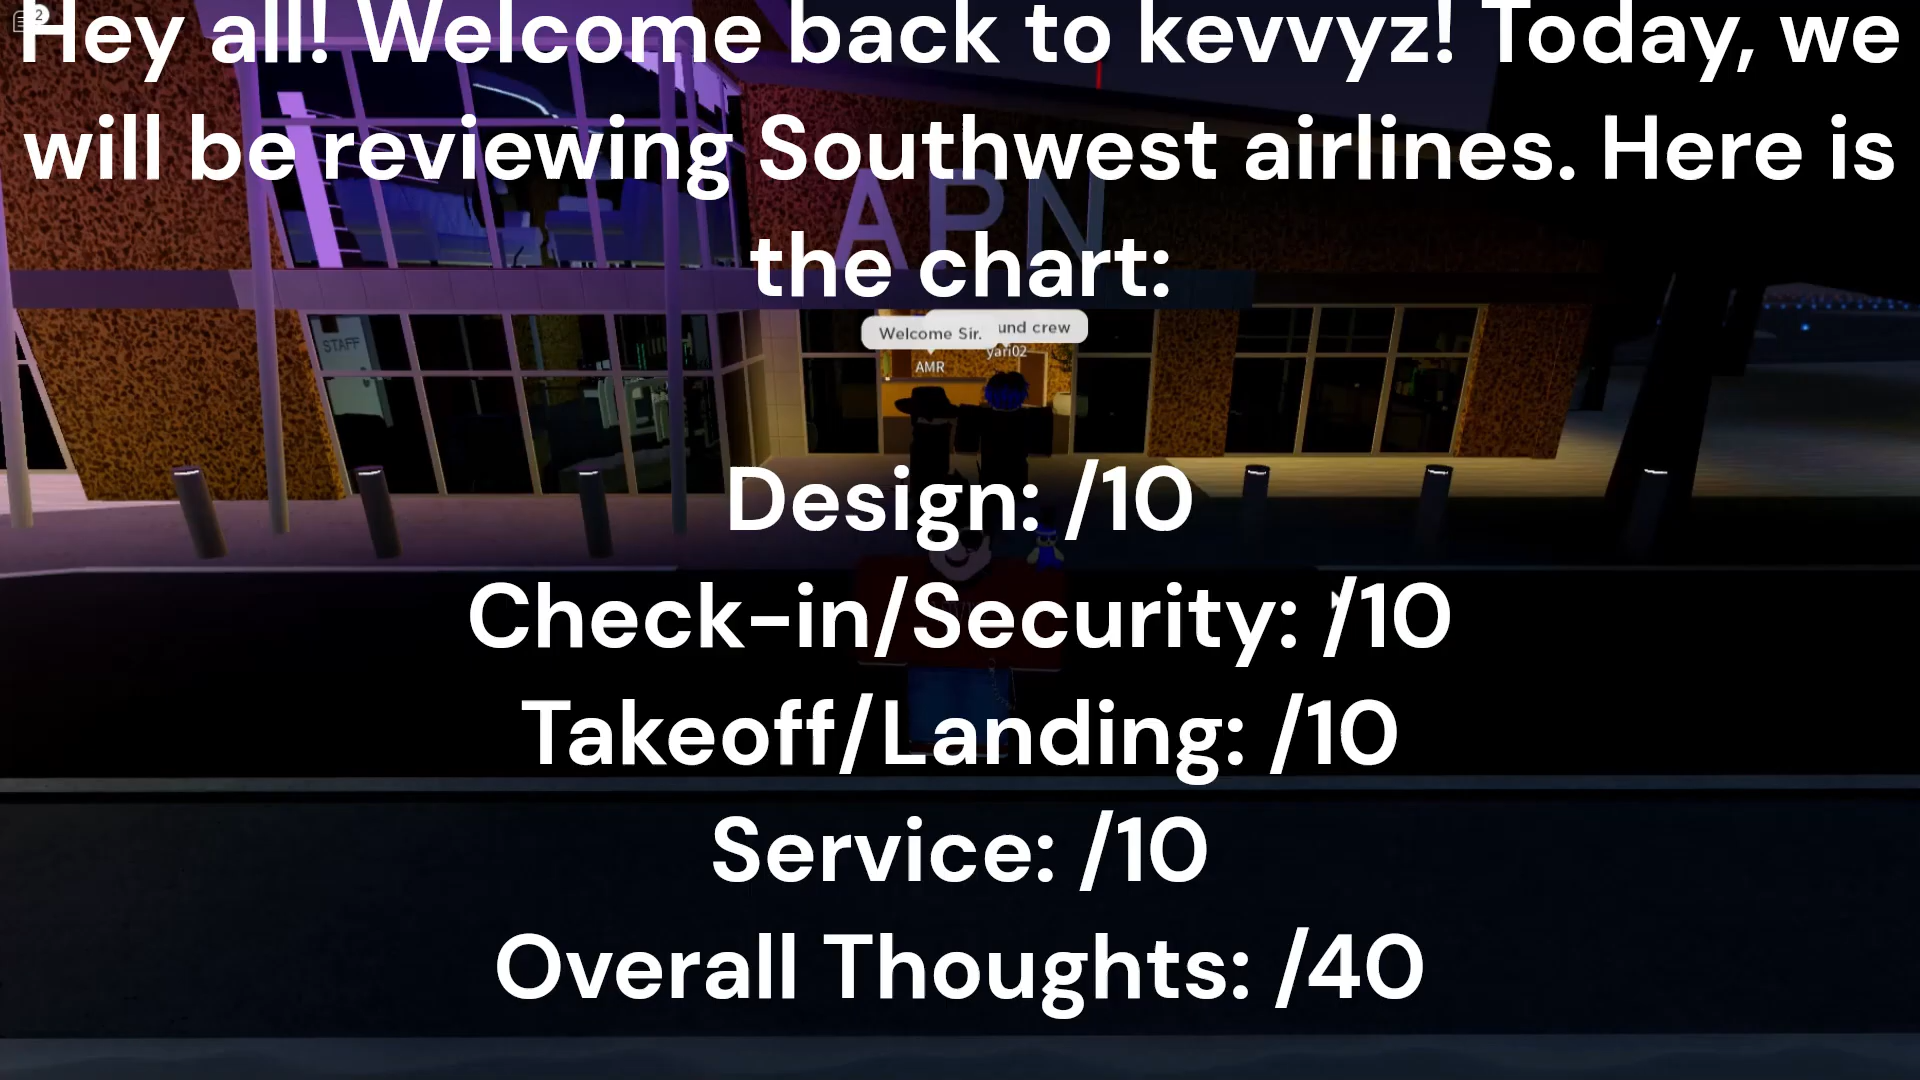 2
Hey all! Welcome back to kevvyz! Today, we
will be reviewing Southwest airlines. Here is
the chart:
APN
Welcome Sir.
und crew
yari02
AMR
STAFF
Design: /10
Check-in/Security: /10
Takeoff/Landing: /10
Service: /10
Overall Thoughts: /40